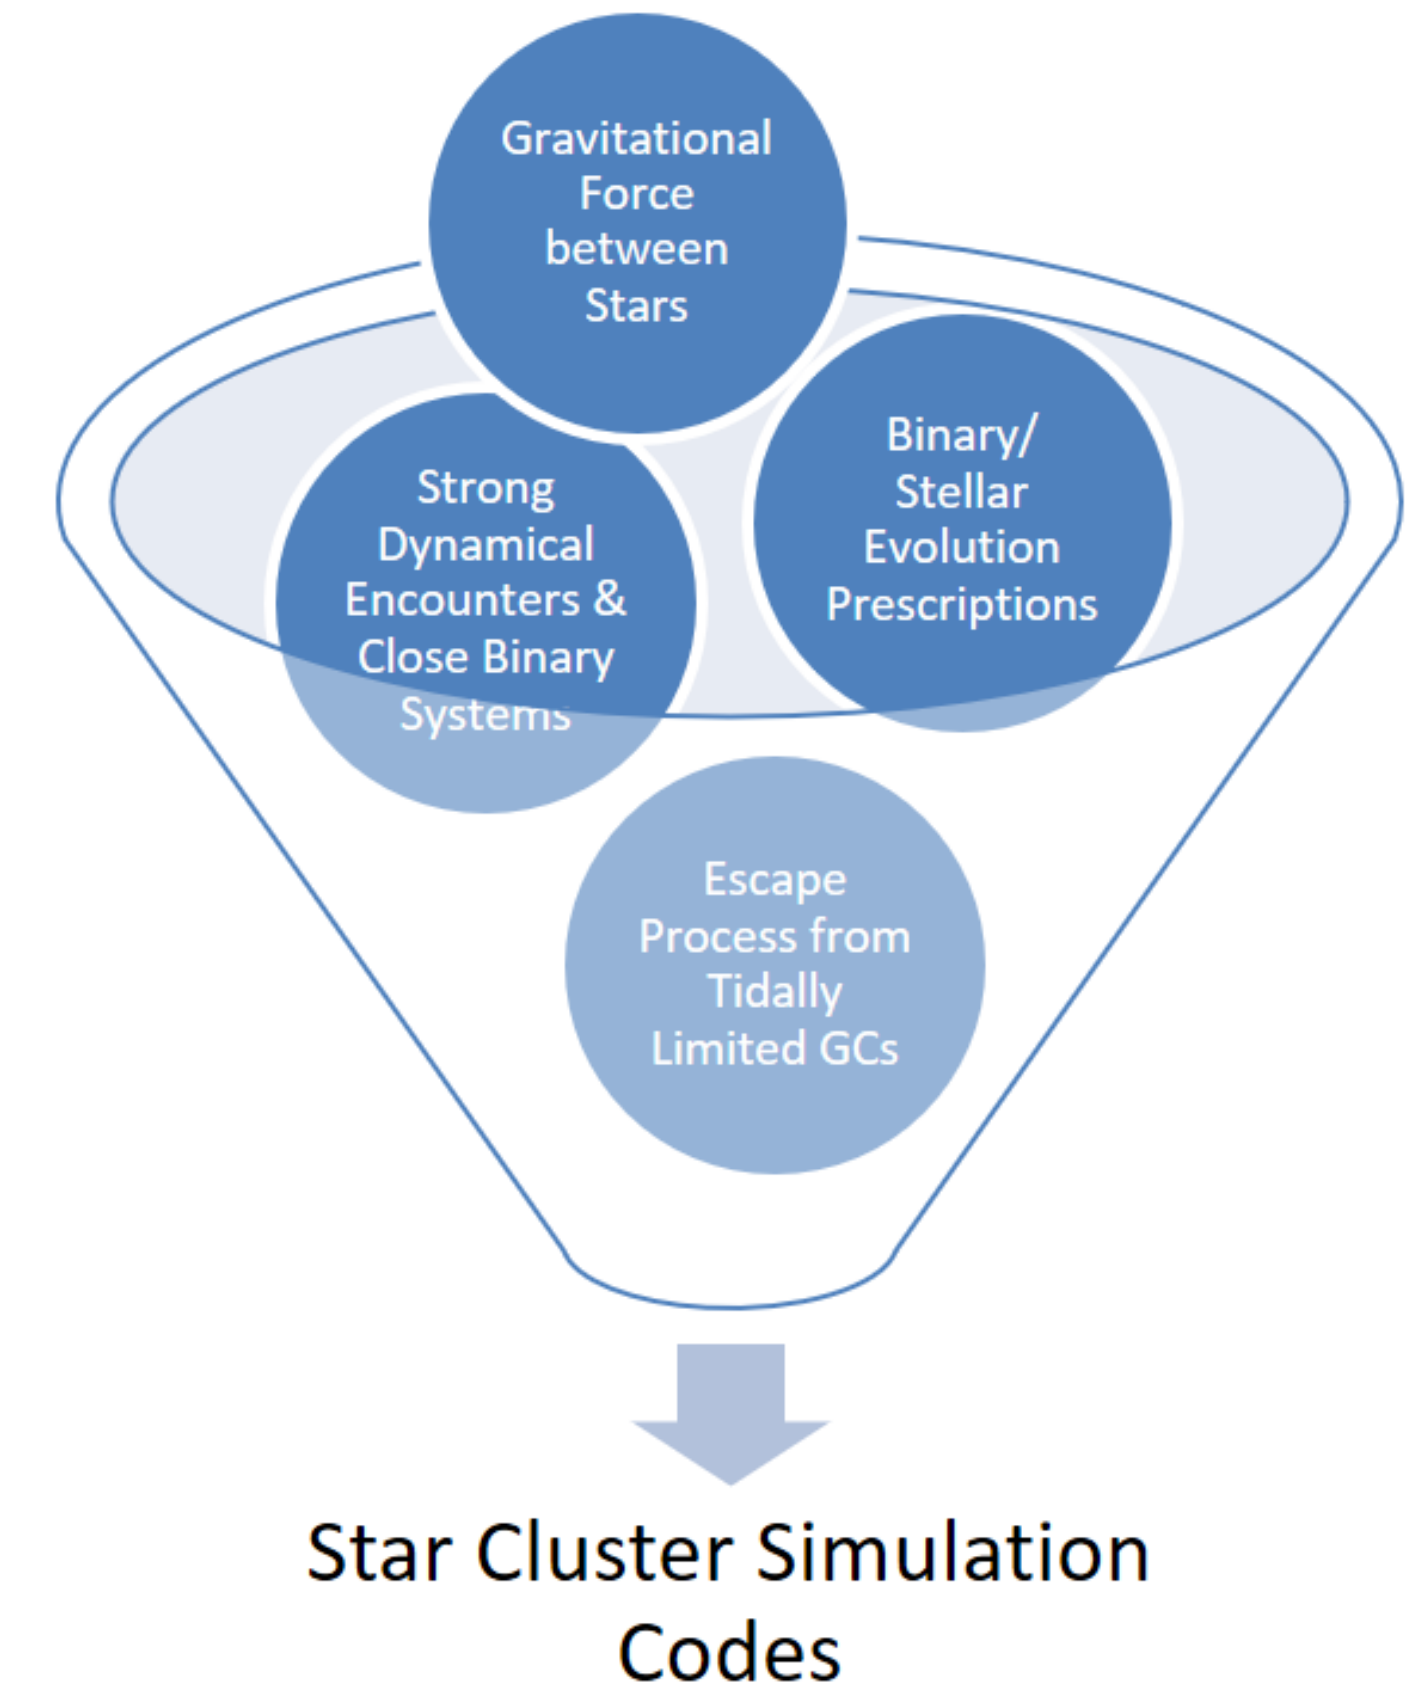 Gravitational
Force
between
Stars
Binary/
Stellar
Evolution
Prescriptions
Strong
Dynamical
Encounters &
Close Binary
Systems
Escape
Process from
Tidally
Limited GCs
Star Cluster Simulation
Codes